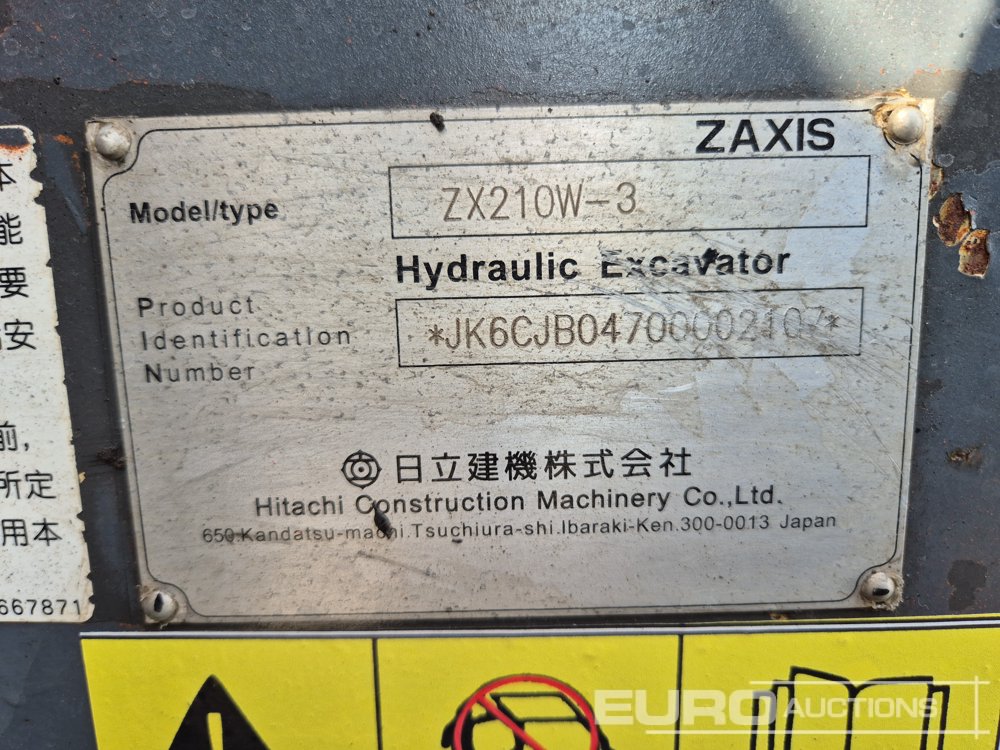 ZAXIS
Model/type ZX210W-3
Hydraulic Excavator
Product
Identification
Number
*JK6CJB04700002107*
日立建機株式会社
Hitachi Construction Machinery Co.,Ltd.
650.Kandatsu-machi.Tsuchiura-shi.Ibaraki-Ken.300-0013 Japan
本
能
要
安
前,
所定
用本
667871
EURO AUCTIONS